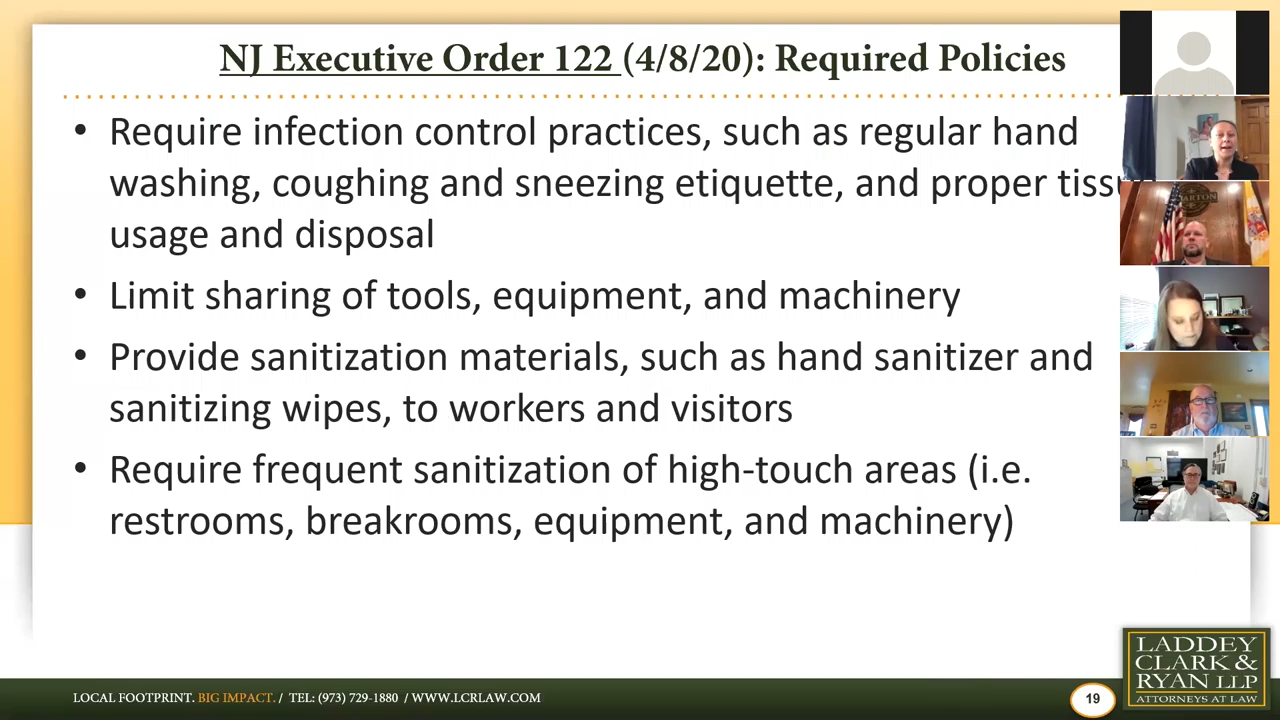 NJ Executive Order 122 (4/8/20): Required Policies
• Require infection control practices, such as regular hand
washing, coughing and sneezing etiquette, and proper tissu
usage and disposal
• Limit sharing of tools, equipment, and machinery
• Provide sanitization materials, such as hand sanitizer and
sanitizing wipes, to workers and visitors
• Require frequent sanitization of high-touch areas (i.e.
restrooms, breakrooms, equipment, and machinery)
LOCAL FOOTPRINT. BIG IMPACT. / TEL: (973) 729-1880 / WWW.LCRLAW.COM
19
LADDEY
CLARK &
RYAN LLP
ATTORNEYS AT LAW